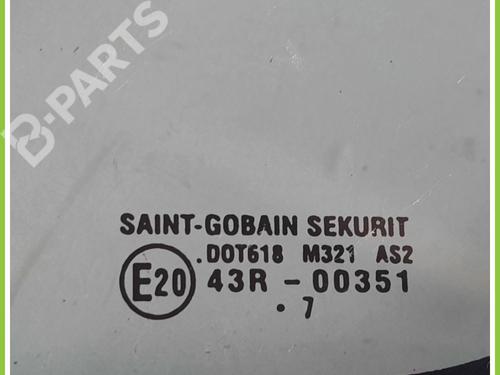 B-PARTS
SAINT-GOBAIN SEKURIT
.DOT618 M321 AS2
E20 43R - 00351
. 7